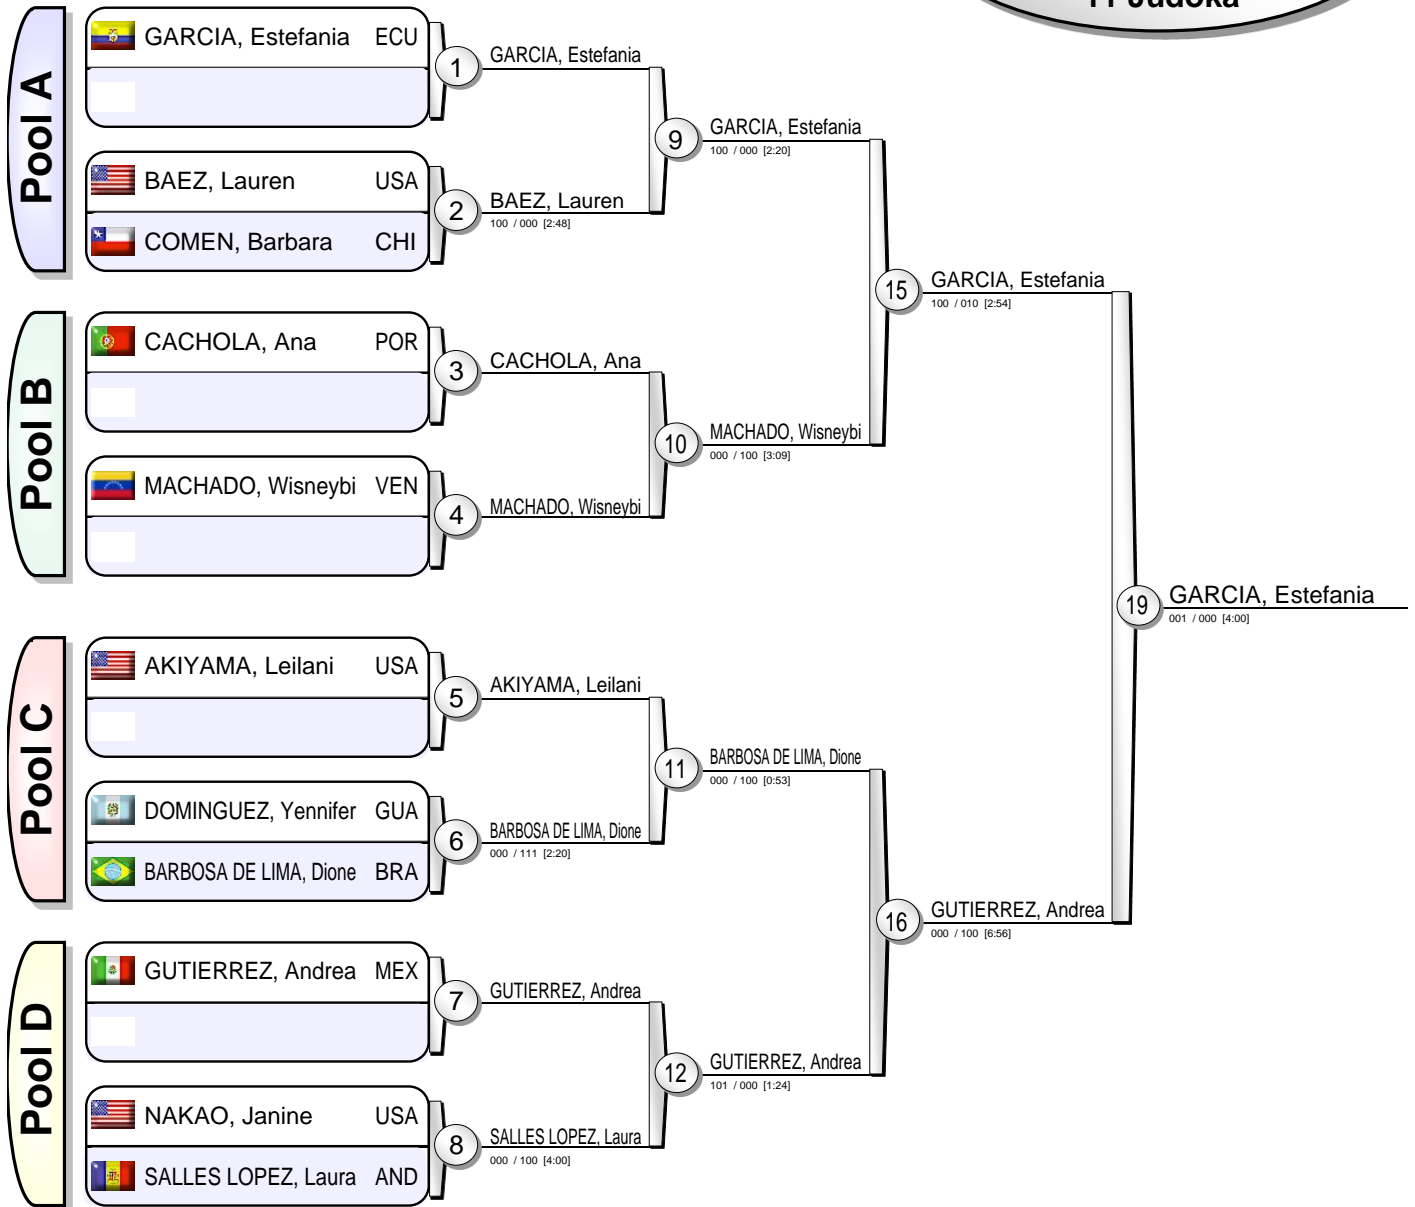 11 Judoka
Pool A
GARCIA, Estefania ECU
1
GARCIA, Estefania
BAEZ, Lauren USA
COMEN, Barbara CHI
2
BAEZ, Lauren
100 / 000 [2:48]
9
GARCIA, Estefania
100 / 000 [2:20]
Pool B
CACHOLA, Ana POR
3
CACHOLA, Ana
MACHADO, Wisneybi VEN
4
MACHADO, Wisneybi
10
MACHADO, Wisneybi
000 / 100 [3:09]
15
GARCIA, Estefania
100 / 010 [2:54]
Pool C
AKIYAMA, Leilani USA
5
AKIYAMA, Leilani
DOMINGUEZ, Yennifer GUA
BARBOSA DE LIMA, Dione BRA
6
BARBOSA DE LIMA, Dione
000 / 111 [2:20]
11
BARBOSA DE LIMA, Dione
000 / 100 [0:53]
Pool D
GUTIERREZ, Andrea MEX
7
GUTIERREZ, Andrea
NAKAO, Janine USA
SALLES LOPEZ, Laura AND
8
SALLES LOPEZ, Laura
000 / 100 [4:00]
12
GUTIERREZ, Andrea
101 / 000 [1:24]
16
GUTIERREZ, Andrea
000 / 100 [6:56]
19
GARCIA, Estefania
001 / 000 [4:00]